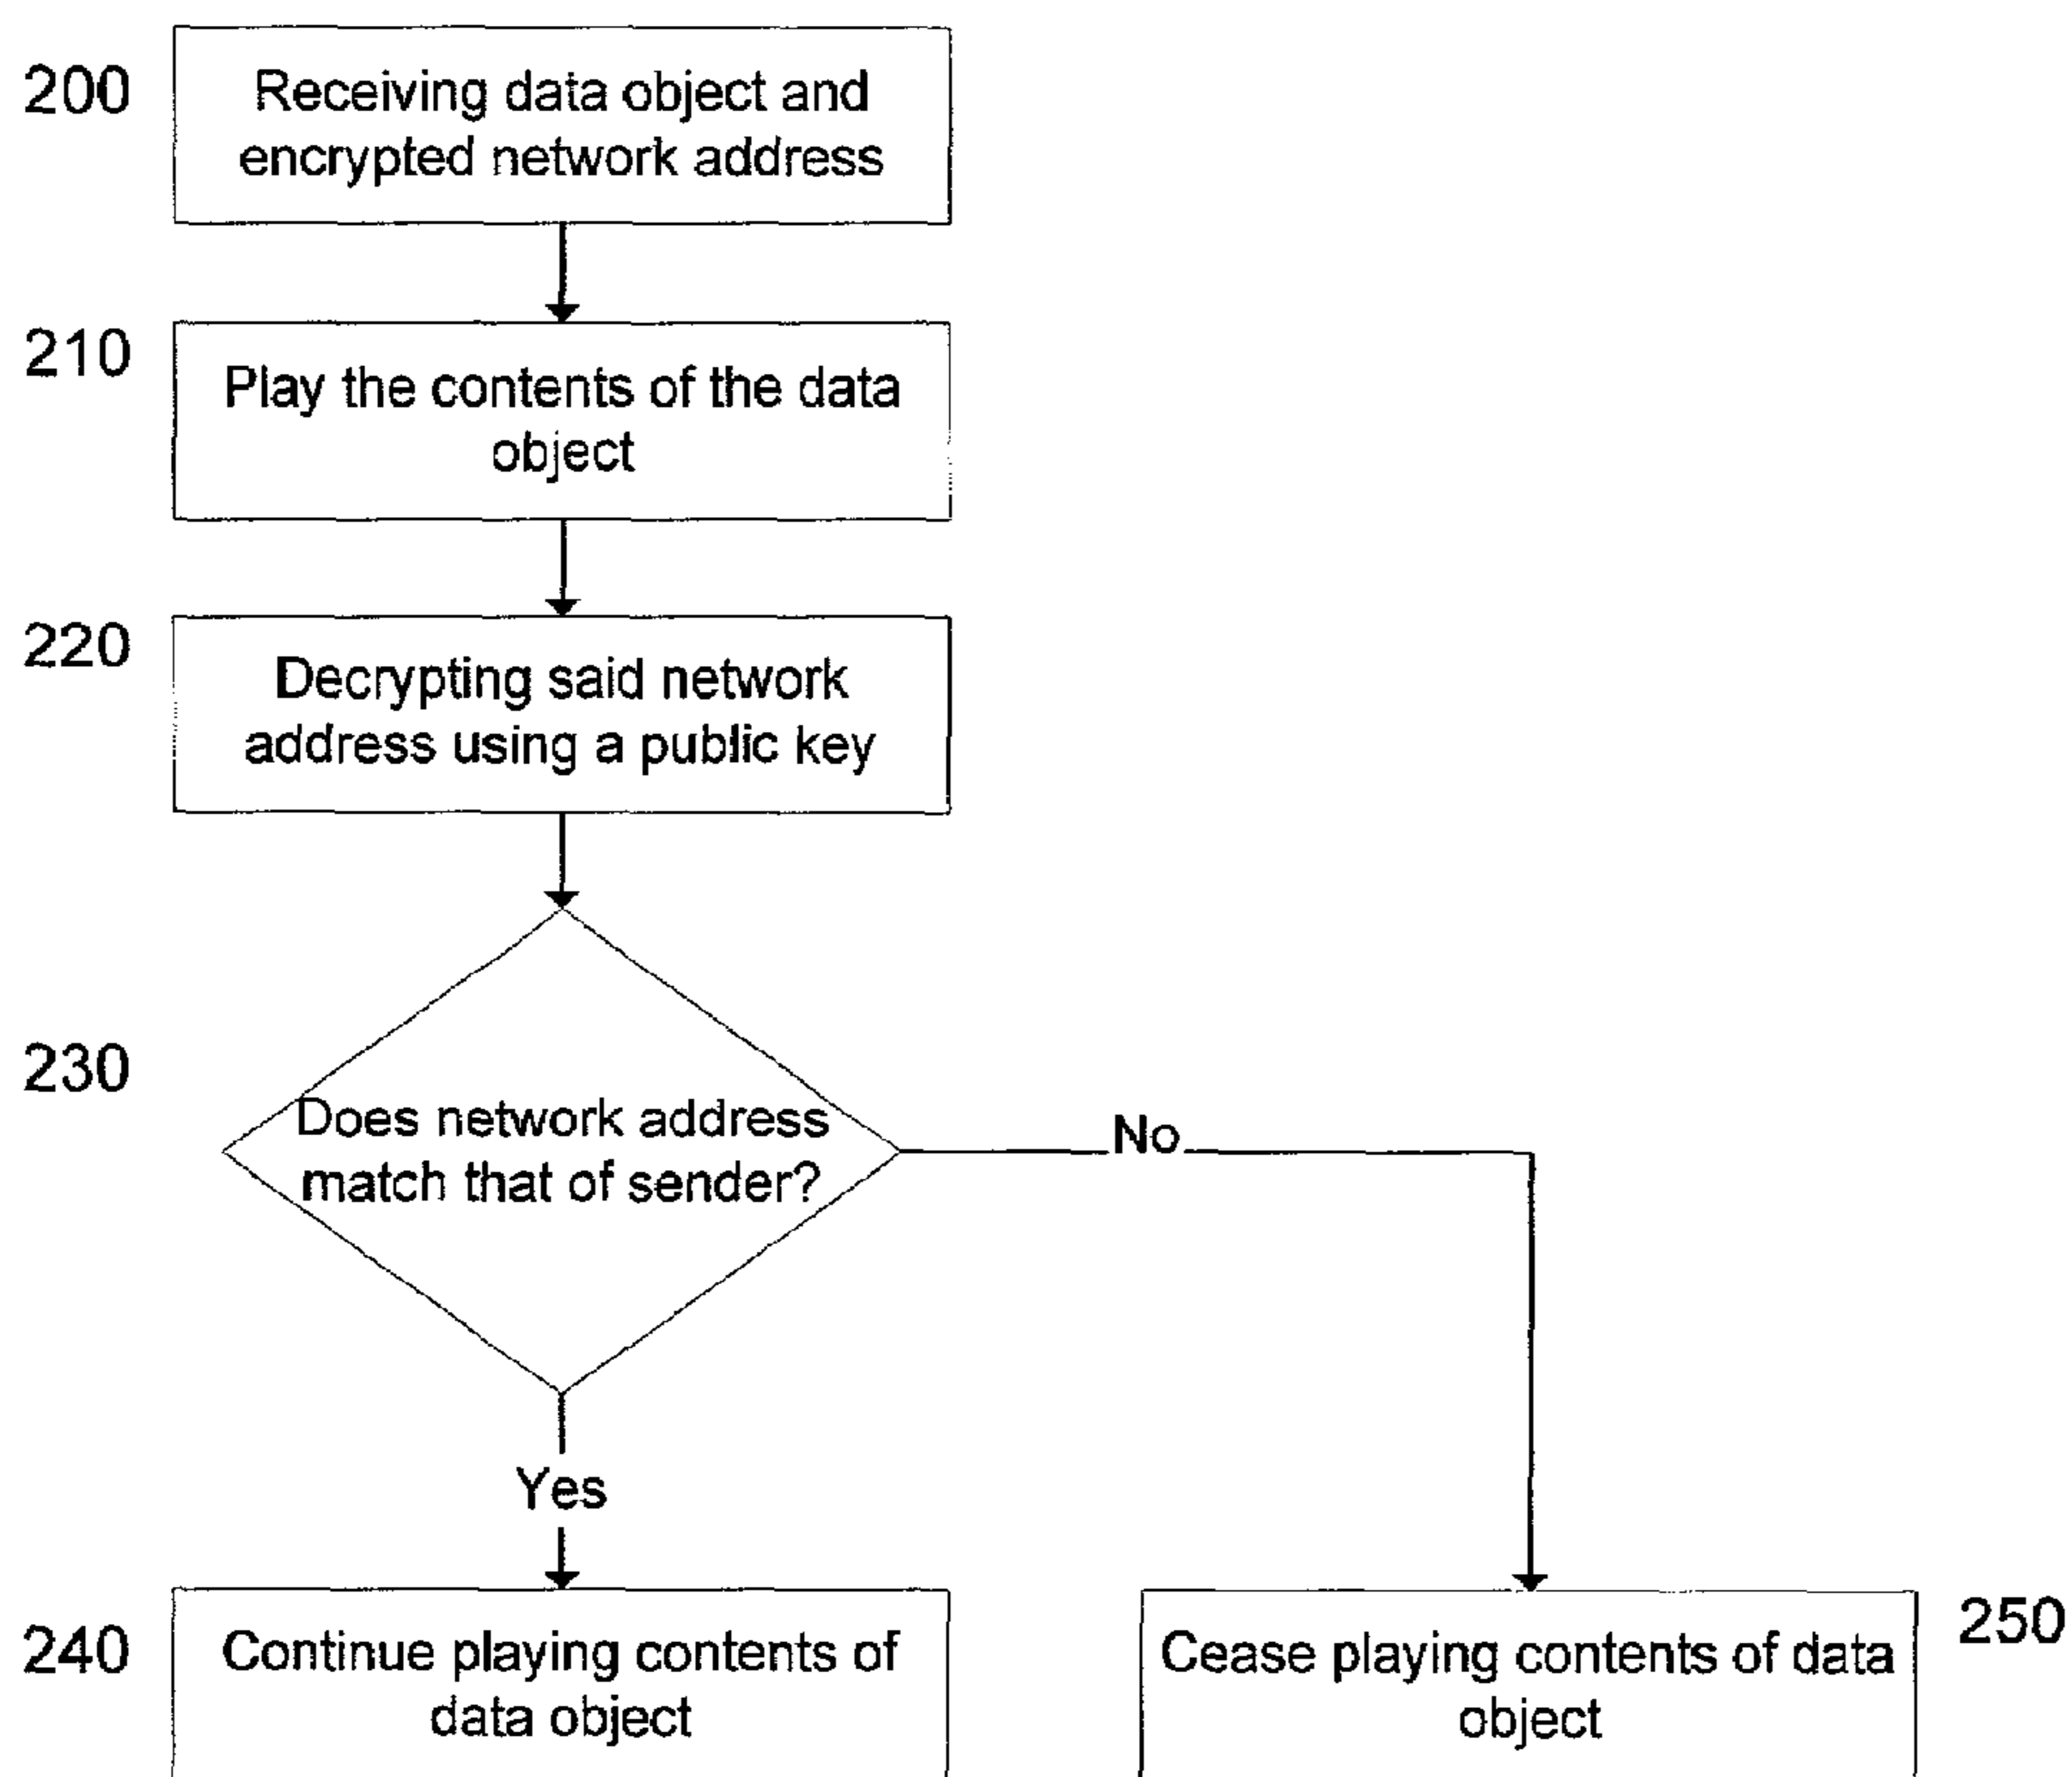 200
Receiving data object and
encrypted network address
210
Play the contents of the data
object
220
Decrypting said network
address using a public key
230
Does network address
match that of sender?
No
Yes
240
Continue playing contents of
data object
Cease playing contents of data
object
250